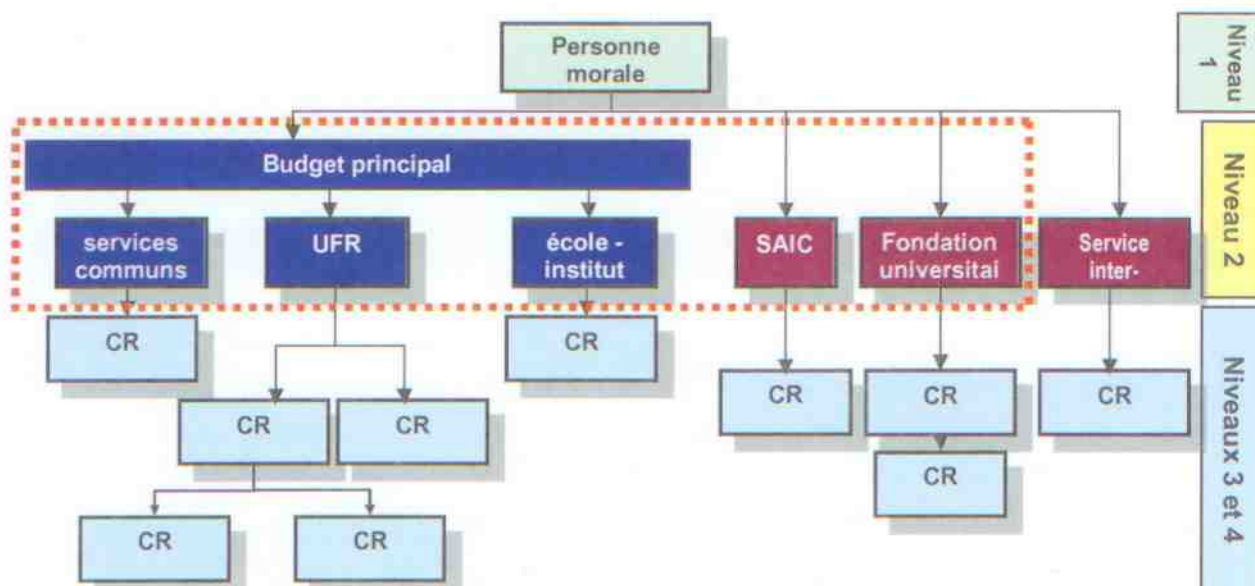 Personne
morale
Niveau
1
Budget principal
Niveau 2
services
communs
UFR
école -
institut
SAIC
Fondation
universitai
Service
inter-
Niveaux 3 et 4
CR
CR
CR
CR
CR
CR
CR
CR
CR
CR